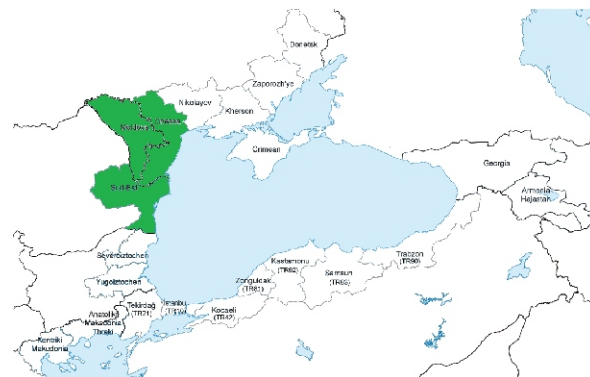 Donetsk
Zaporozh'ye
Nikolayev
Kherson
Crimean
Odessa
Moldova
Sud-Est
Georgia
Armenia
Hajastan
Severoiztochen
Yugoiztochen
Tekirdağ
(TR21)
Istanbul
Kocaeli
(TR42)
Zonguldak
(TR81)
Kastamonu
(TR82)
Samsun
(TR83)
Trabzon
(TR90)
Anatoliki
Makedonia
Thraki
Kentriki
Makedonia